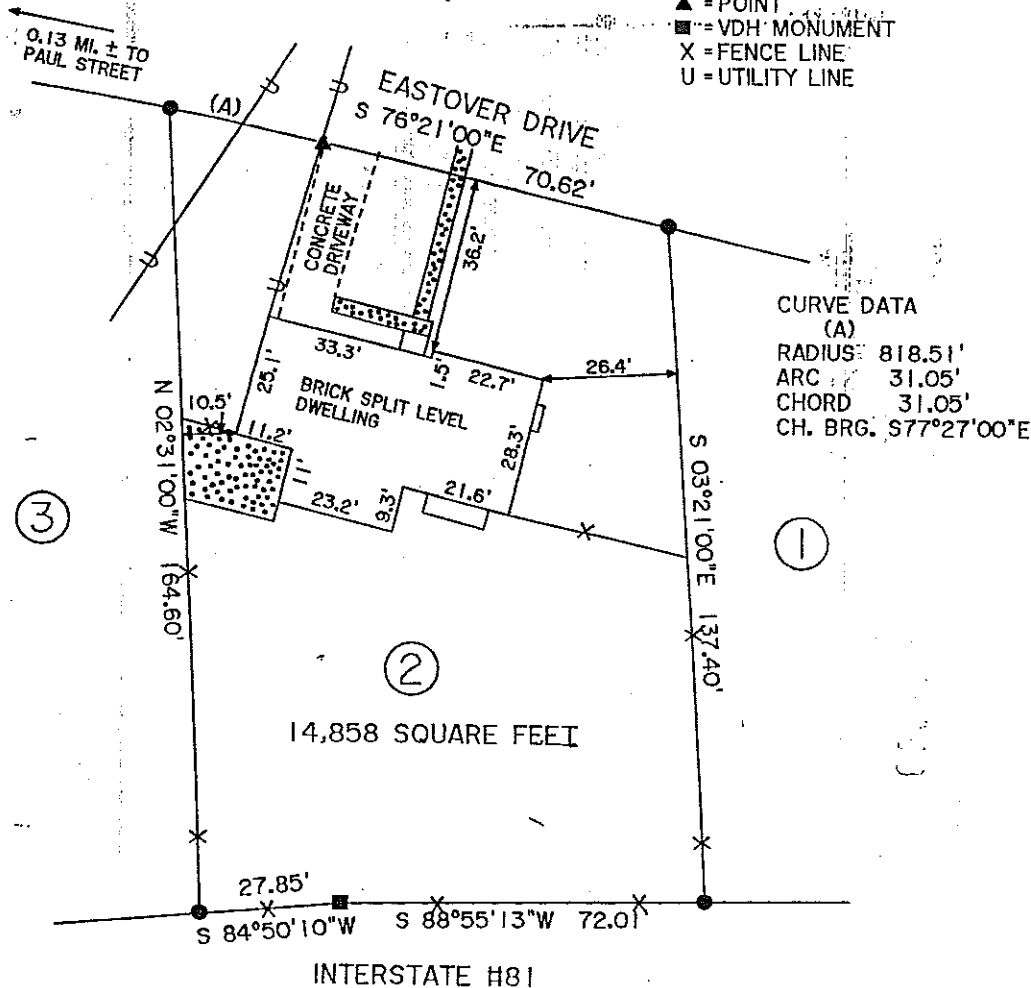 ▲ = POINT
■ = VDH MONUMENT
X = FENCE LINE
U = UTILITY LINE
0.13 MI. ± TO
PAUL STREET
(A)
EASTOVER DRIVE
S 76°21'00"E
70.62'
U
U
U
U
CONCRETE
DRIVEWAY
36.2'
CURVE DATA
(A)
RADIUS 818.51'
ARC 31.05'
CHORD 31.05'
CH. BRG. S77°27'00"E
33.3'
1.5'
22.7'
26.4'
25.1'
BRICK SPLIT LEVEL
DWELLING
10.5'
11.2'
11.1'
28.3'
23.2'
9.3'
21.6'
N 02°31'00"W 164.60'
S 03°21'00"E 137.40'
3
1
2
14,858 SQUARE FEET
27.85'
S 84°50'10"W
S 88°55'13"W 72.01'
INTERSTATE #81